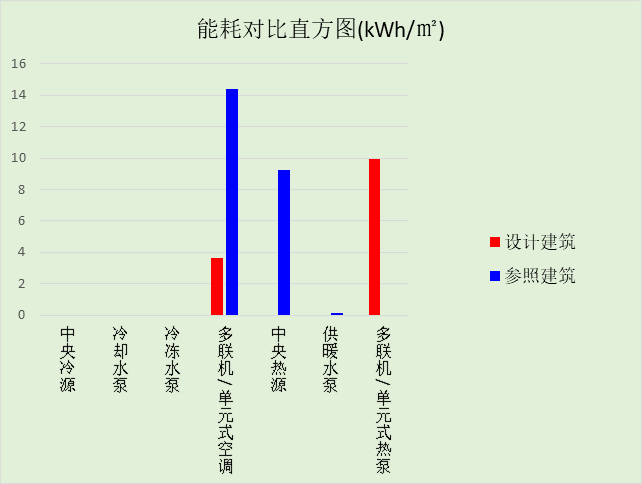 能耗对比直方图(kWh/㎡)
16
14
12
10
8
6
4
2
0
中央冷源
冷却水泵
冷冻水泵
多联机/单元式空调
中央热源
供暖水泵
多联机/单元式热泵
设计建筑
参照建筑